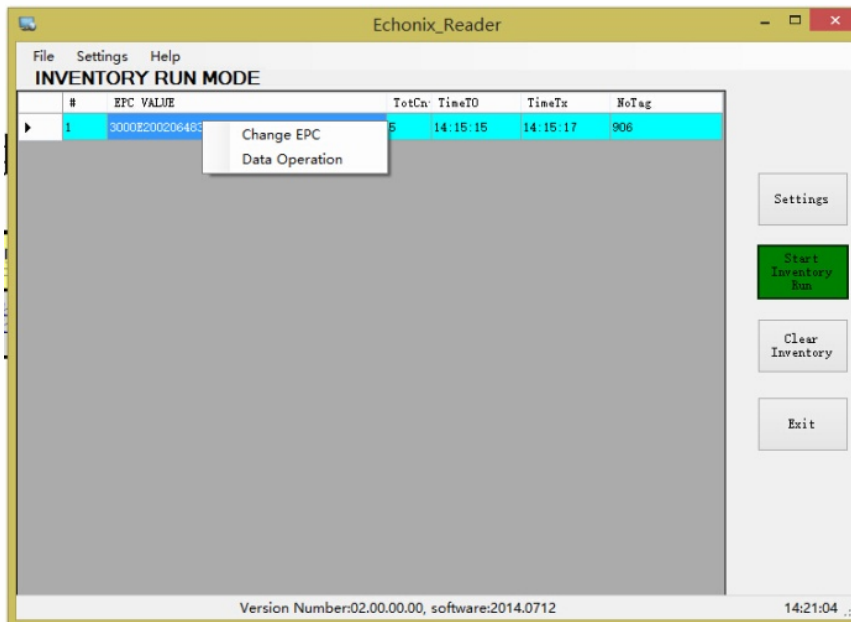 Echonix_Reader
File Settings Help
INVENTORY RUN MODE
# EPC VALUE TotCn TimeTO TimeTx NoTag
1 3000E20020648 5 14:15:15 14:15:17 906
Change EPC
Data Operation
Settings
Start
Inventory
Run
Clear
Inventory
Exit
Version Number:02.00.00.00, software:2014.0712 14:21:04